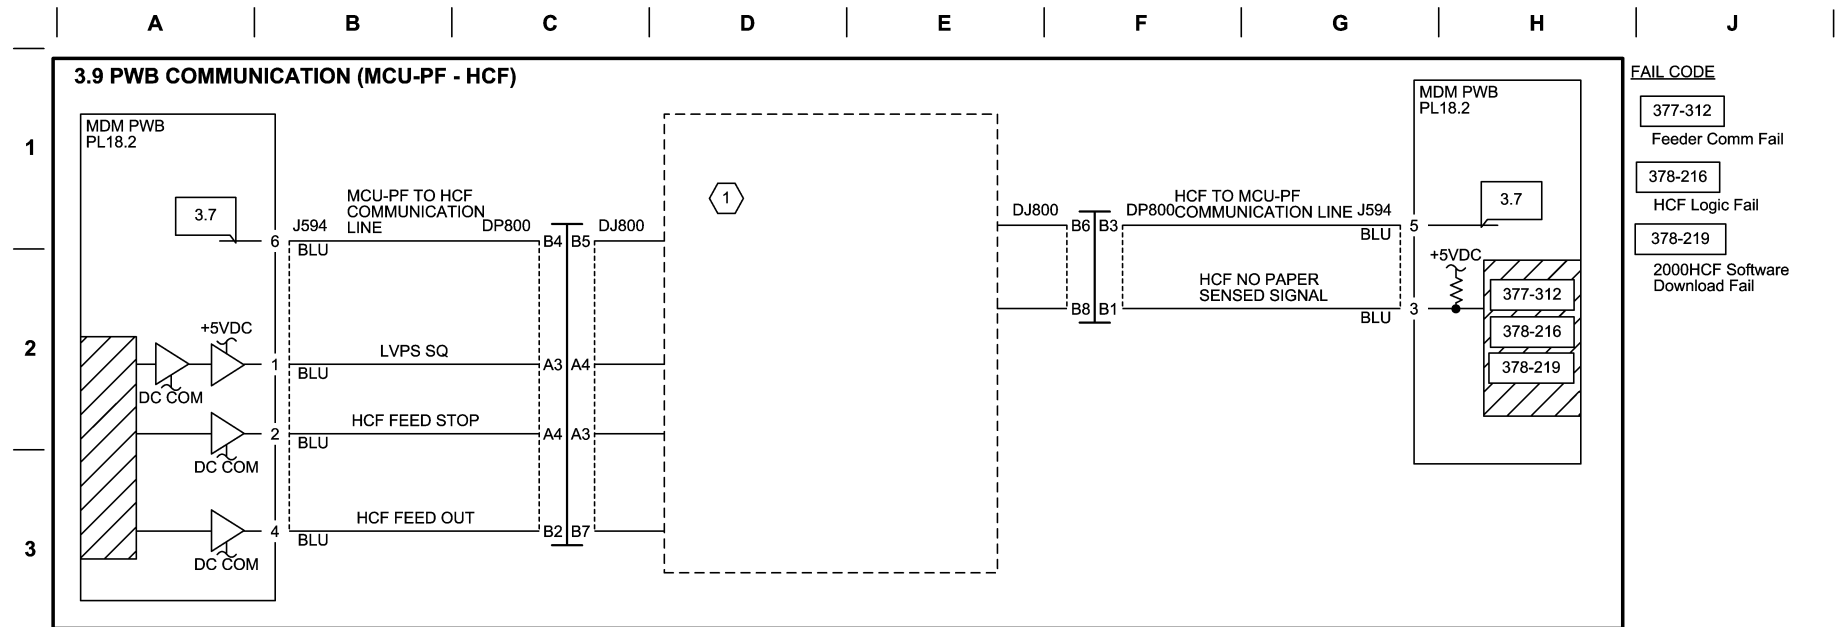 A B C D E F G H J
3.9 PWB COMMUNICATION (MCU-PF - HCF)
FAIL CODE
377-312
Feeder Comm Fail
378-216
HCF Logic Fail
378-219
2000HCF Software
Download Fail
1
2
3
MDM PWB
PL18.2
3.7
6
J594
BLU
MCU-PF TO HCF
COMMUNICATION
LINE
DP800
B4 B5
DJ800
+5VDC
DC COM
1
BLU
LVPS SQ
A3 A4
DC COM
2
BLU
HCF FEED STOP
A4 A3
DC COM
4
BLU
HCF FEED OUT
B2 B7
1
DJ800
B6 B3
DP800
HCF TO MCU-PF
COMMUNICATION LINE
J594
BLU
5
B8 B1
HCF NO PAPER
SENSED SIGNAL
BLU
3
MDM PWB
PL18.2
3.7
+5VDC
377-312
378-216
378-219